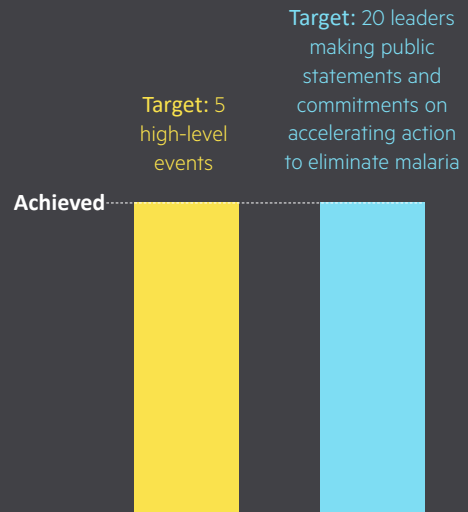 Target: 20 leaders
making public
statements and
commitments on
accelerating action
to eliminate malaria
Target: 5
high-level
events
Achieved